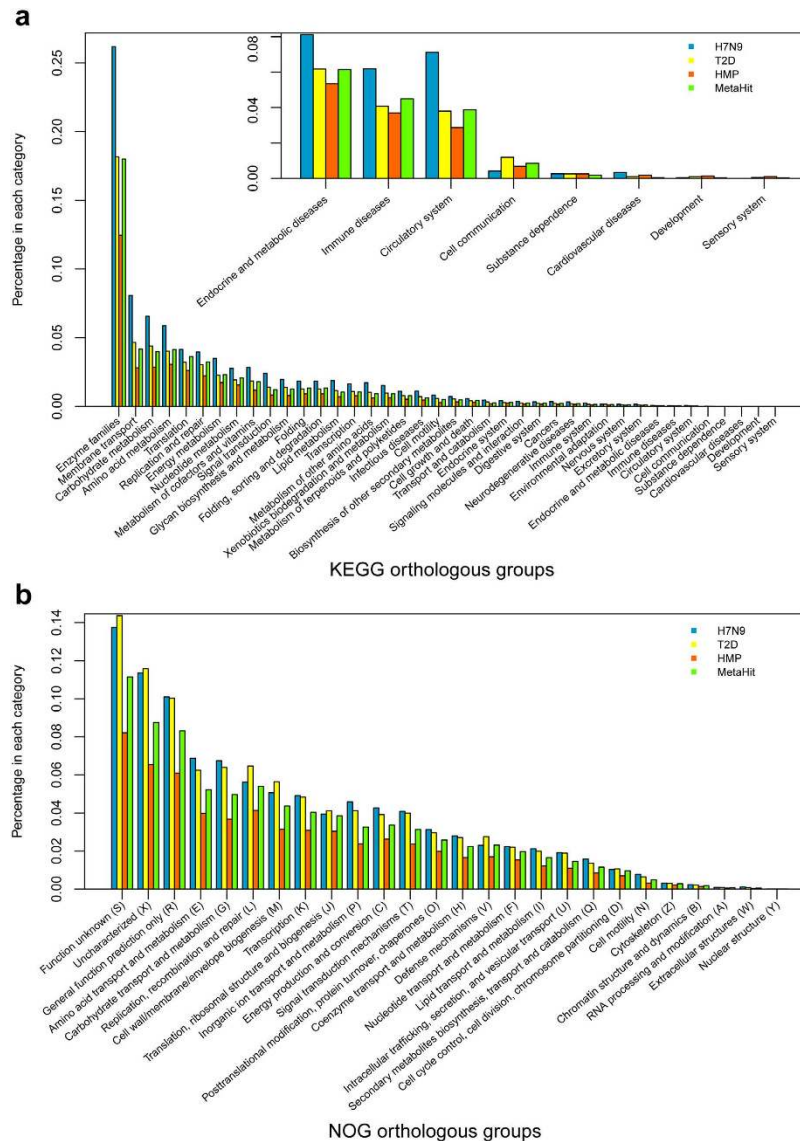 a
Percentage in each category
0.25
0.20
0.15
0.10
0.05
0.00
0.08
0.04
0.00
H7N9
T2D
HMP
MetaHit
Endocrine and metabolic diseases
Immune diseases
Circulatory system
Cell communication
Substance dependence
Cardiovascular diseases
Development
Sensory system
Enzyme families
Membrane transport
Carbohydrate metabolism
Amino acid metabolism
Translation
Replication and repair
Energy metabolism
Nucleotide metabolism
Metabolism of cofactors and vitamins
Signal transduction
Glycan biosynthesis and metabolism
Folding
Folding, sorting and degradation
Lipid metabolism
Transcription
Metabolism of other amino acids
Xenobiotics biodegradation and metabolism
Metabolism of terpenoids and polyketides
Infectious diseases
Cell motility
Biosynthesis of other secondary metabolites
Cell growth and death
Transport and catabolism
Endocrine system
Signaling molecules and interaction
Digestive system
Cancers
Neurodegenerative diseases
Immune system
Environmental adaptation
Nervous system
Excretory system
Endocrine and metabolic diseases
Immune diseases
Circulatory system
Cell communication
Substance dependence
Cardiovascular diseases
Development
Sensory system
KEGG orthologous groups
b
Percentage in each category
0.14
0.12
0.10
0.08
0.06
0.04
0.02
0.00
H7N9
T2D
HMP
MetaHit
Function unknown (S)
Uncharacterized (X)
General function prediction only (R)
Amino acid transport and metabolism (E)
Carbohydrate transport and metabolism (G)
Replication, recombination and repair (L)
Cell wall/membrane/envelope biogenesis (M)
Transcription (K)
Translation, ribosomal structure and biogenesis (J)
Inorganic ion transport and metabolism (P)
Energy production and conversion (C)
Signal transduction mechanisms (T)
Posttranslational modification, protein turnover, chaperones (O)
Coenzyme transport and metabolism (H)
Defense mechanisms (V)
Nucleotide transport and metabolism (F)
Lipid transport and metabolism (I)
Intracellular trafficking, secretion, and vesicular transport (U)
Secondary metabolites biosynthesis, transport and catabolism (Q)
Cell cycle control, cell division, chromosome partitioning (D)
Cell motility (N)
Cytoskeleton (Z)
Chromatin structure and dynamics (B)
RNA processing and modification (A)
Extracellular structures (W)
Nuclear structure (Y)
NOG orthologous groups